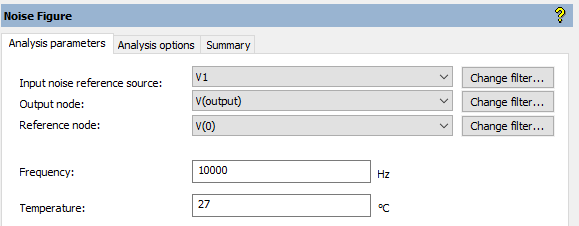 Noise Figure
Analysis parameters Analysis options Summary
Input noise reference source: V1 Change filter...
Output node: V(output) Change filter...
Reference node: V(0) Change filter...
Frequency: 10000 Hz
Temperature: 27 ºC